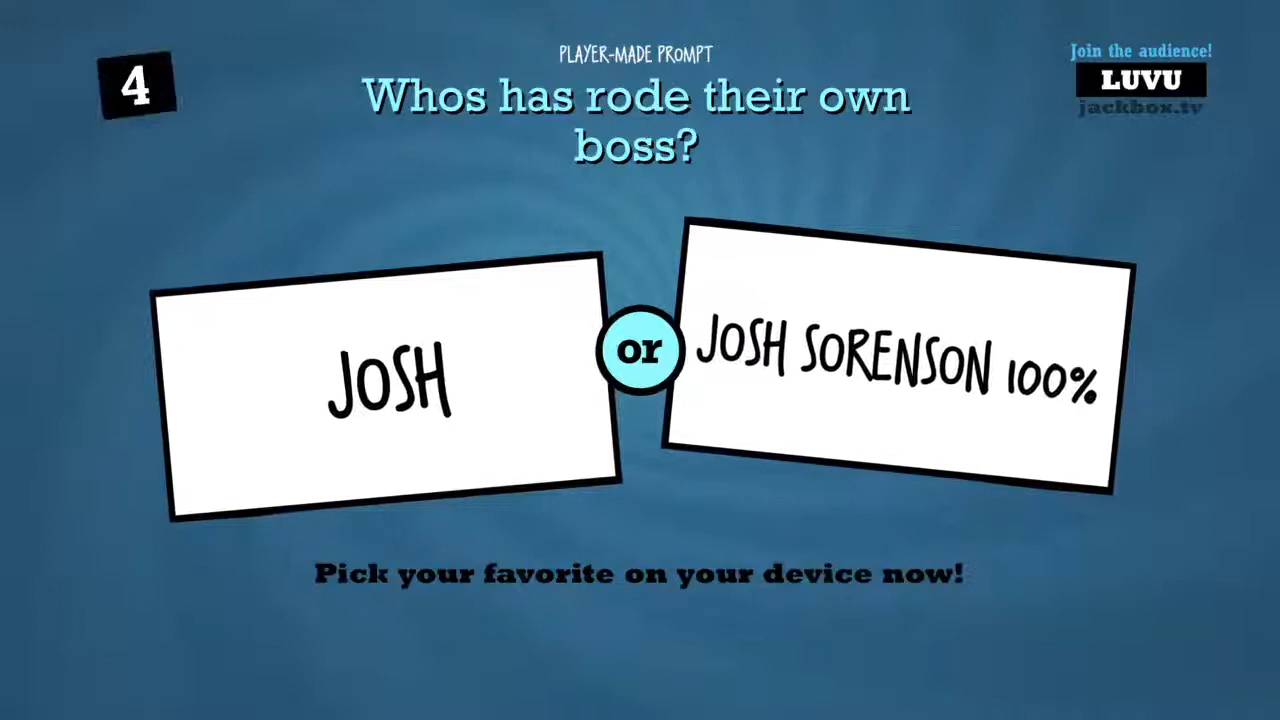 4
PLAYER-MADE PROMPT
Whos has rode their own
boss?
Join the audience!
LUVU
jackbox.tv
JOSH
or
JOSH SORENSON 100%
Pick your favorite on your device now!